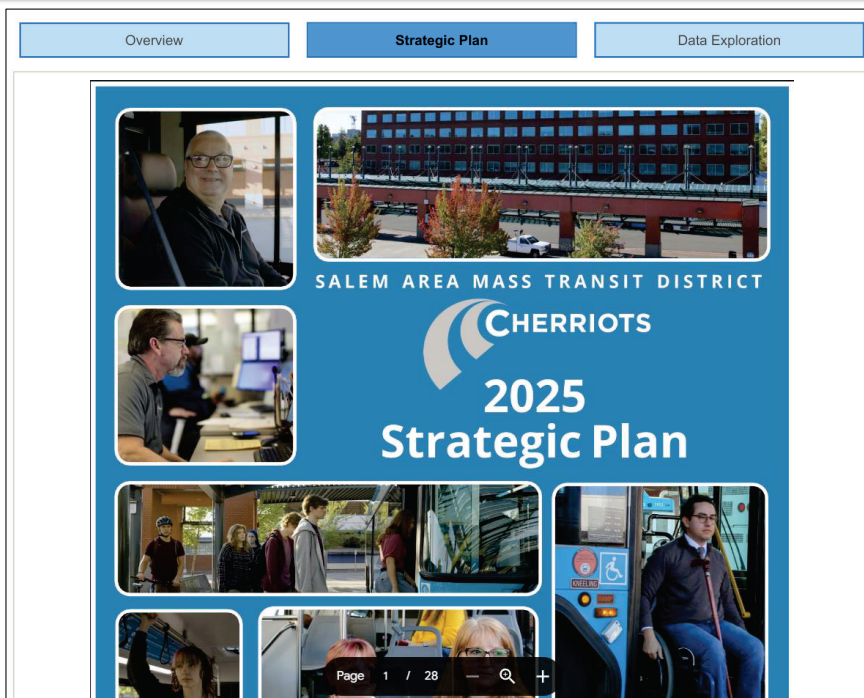 Overview
Strategic Plan
Data Exploration
SALEM AREA MASS TRANSIT DISTRICT
CHERRIOTS
2025
Strategic Plan
KNEELING
Page 1 / 28